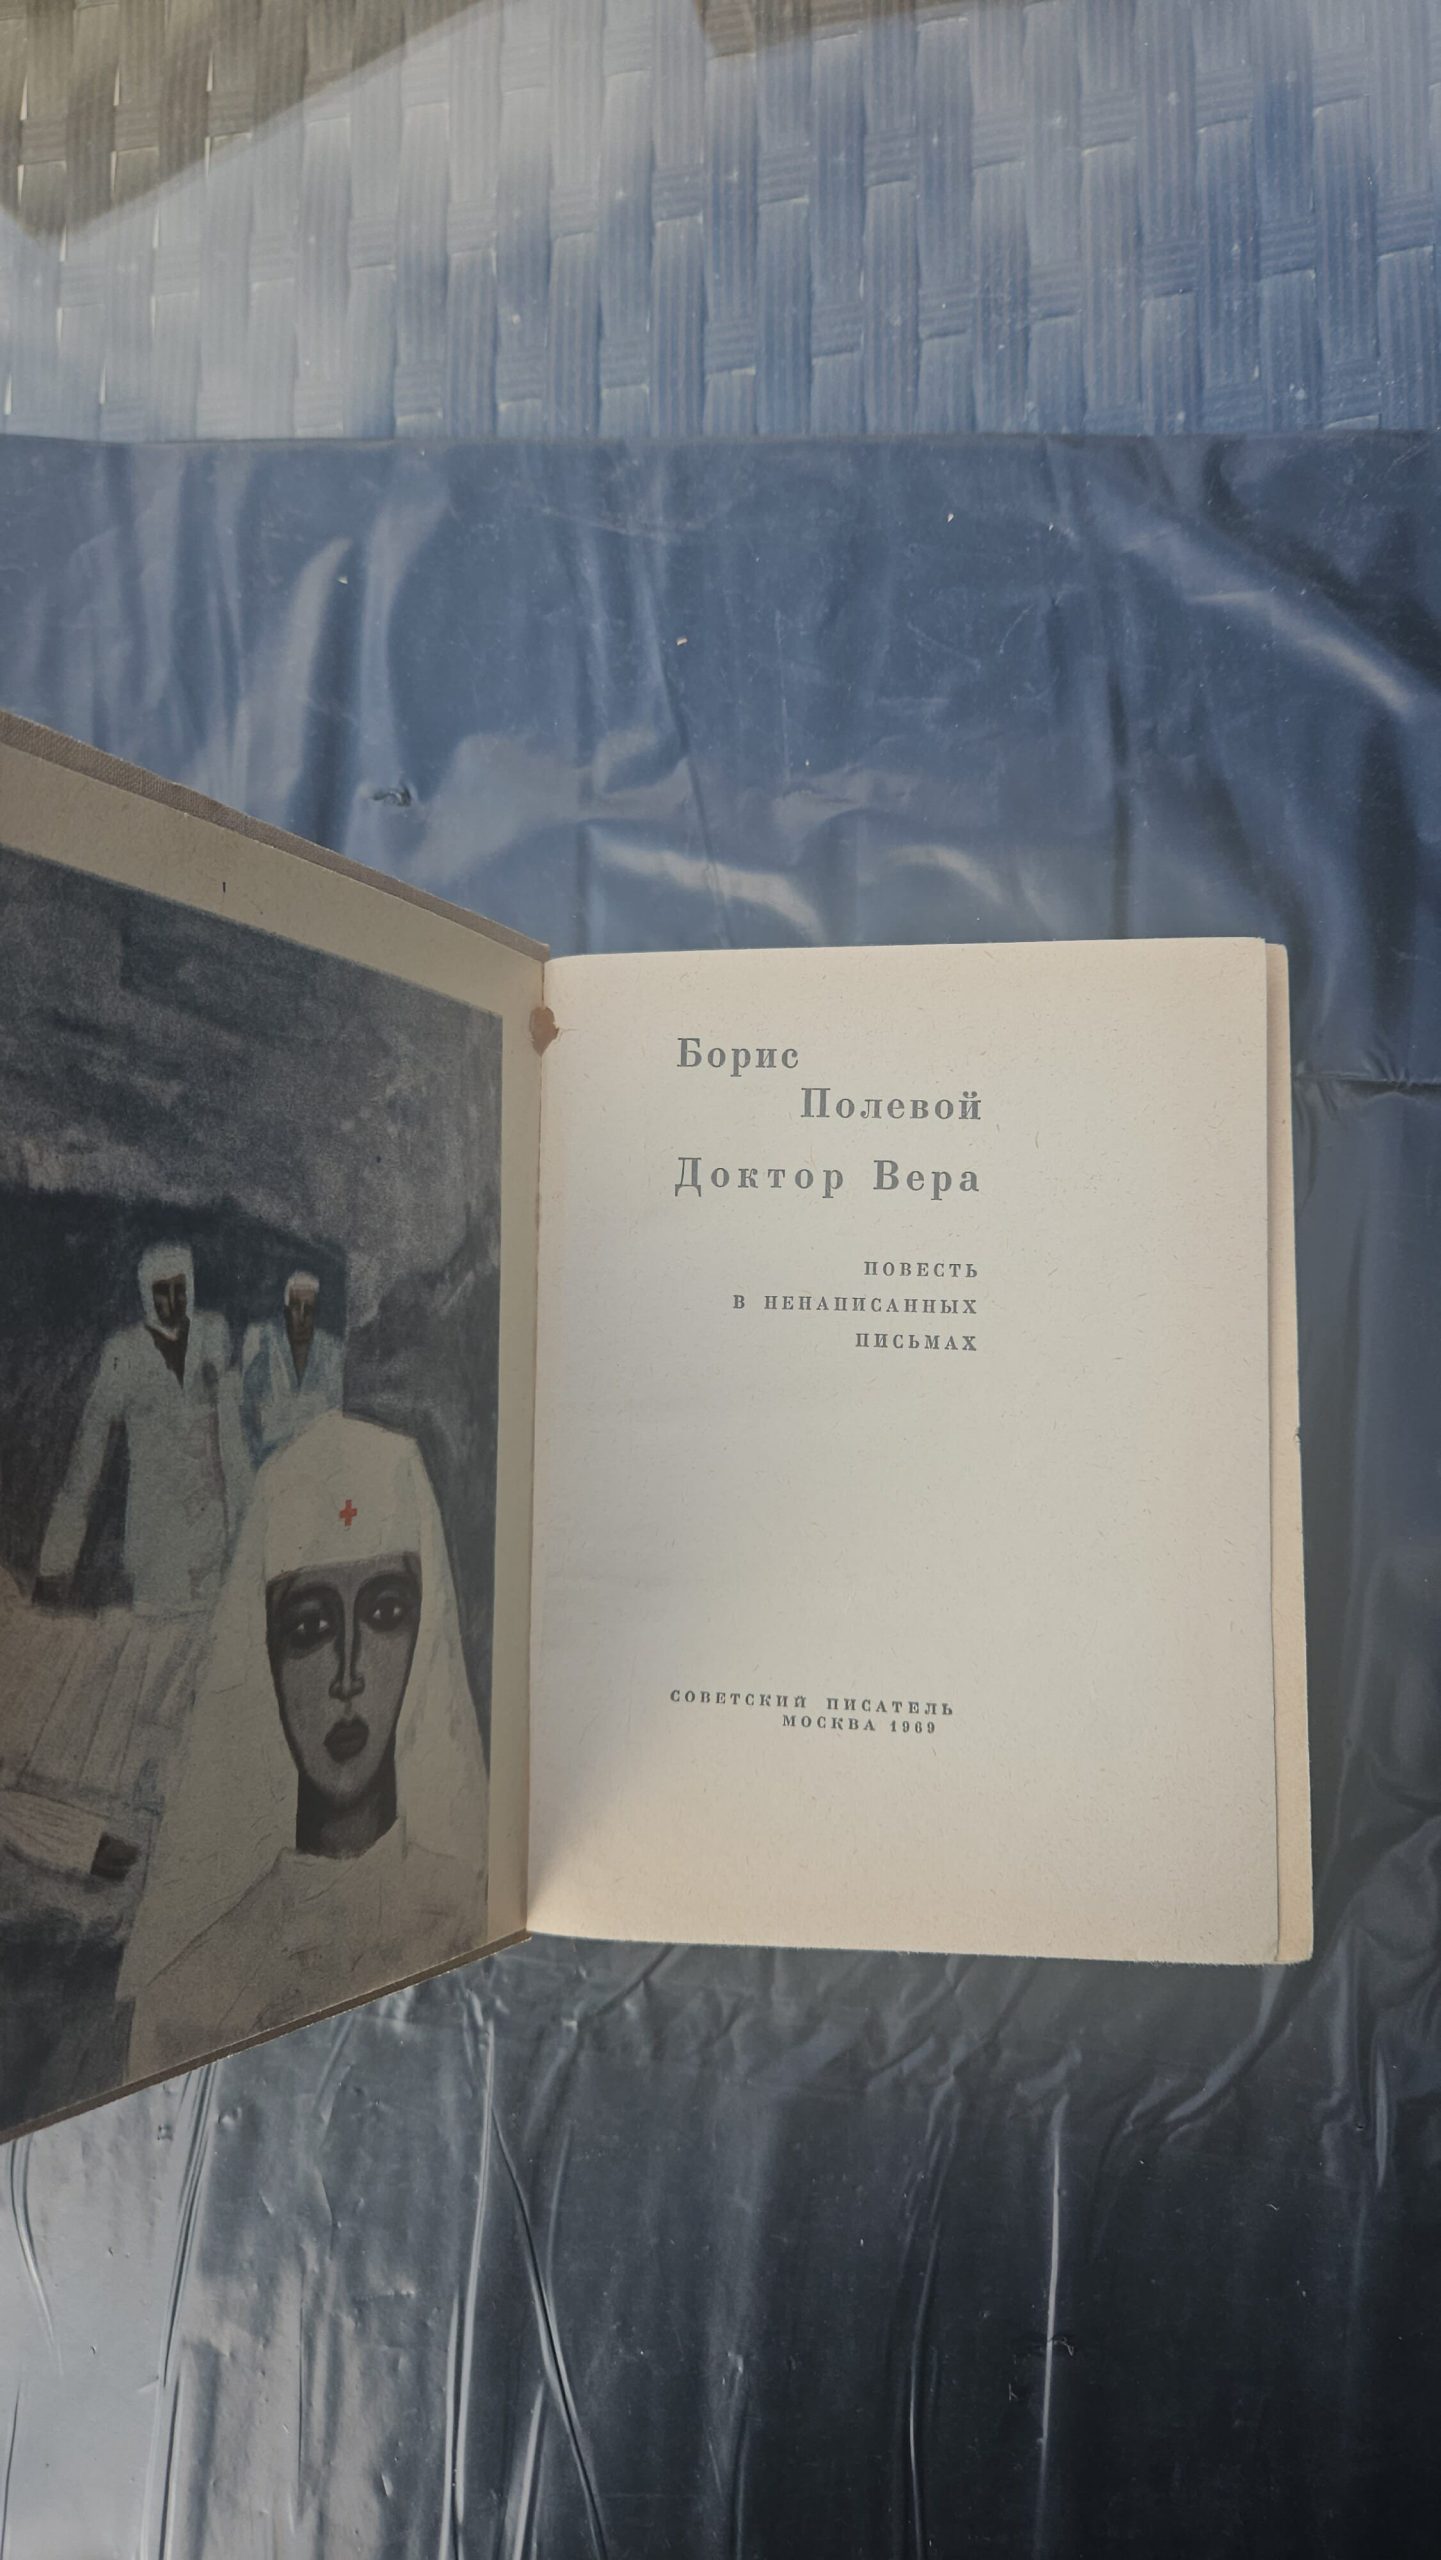 Борис
Полевой
Доктор Вера
ПОВЕСТЬ
В НЕНАПИСАННЫХ
ПИСЬМАХ
СОВЕТСКИЙ ПИСАТЕЛЬ
МОСКВА 1969